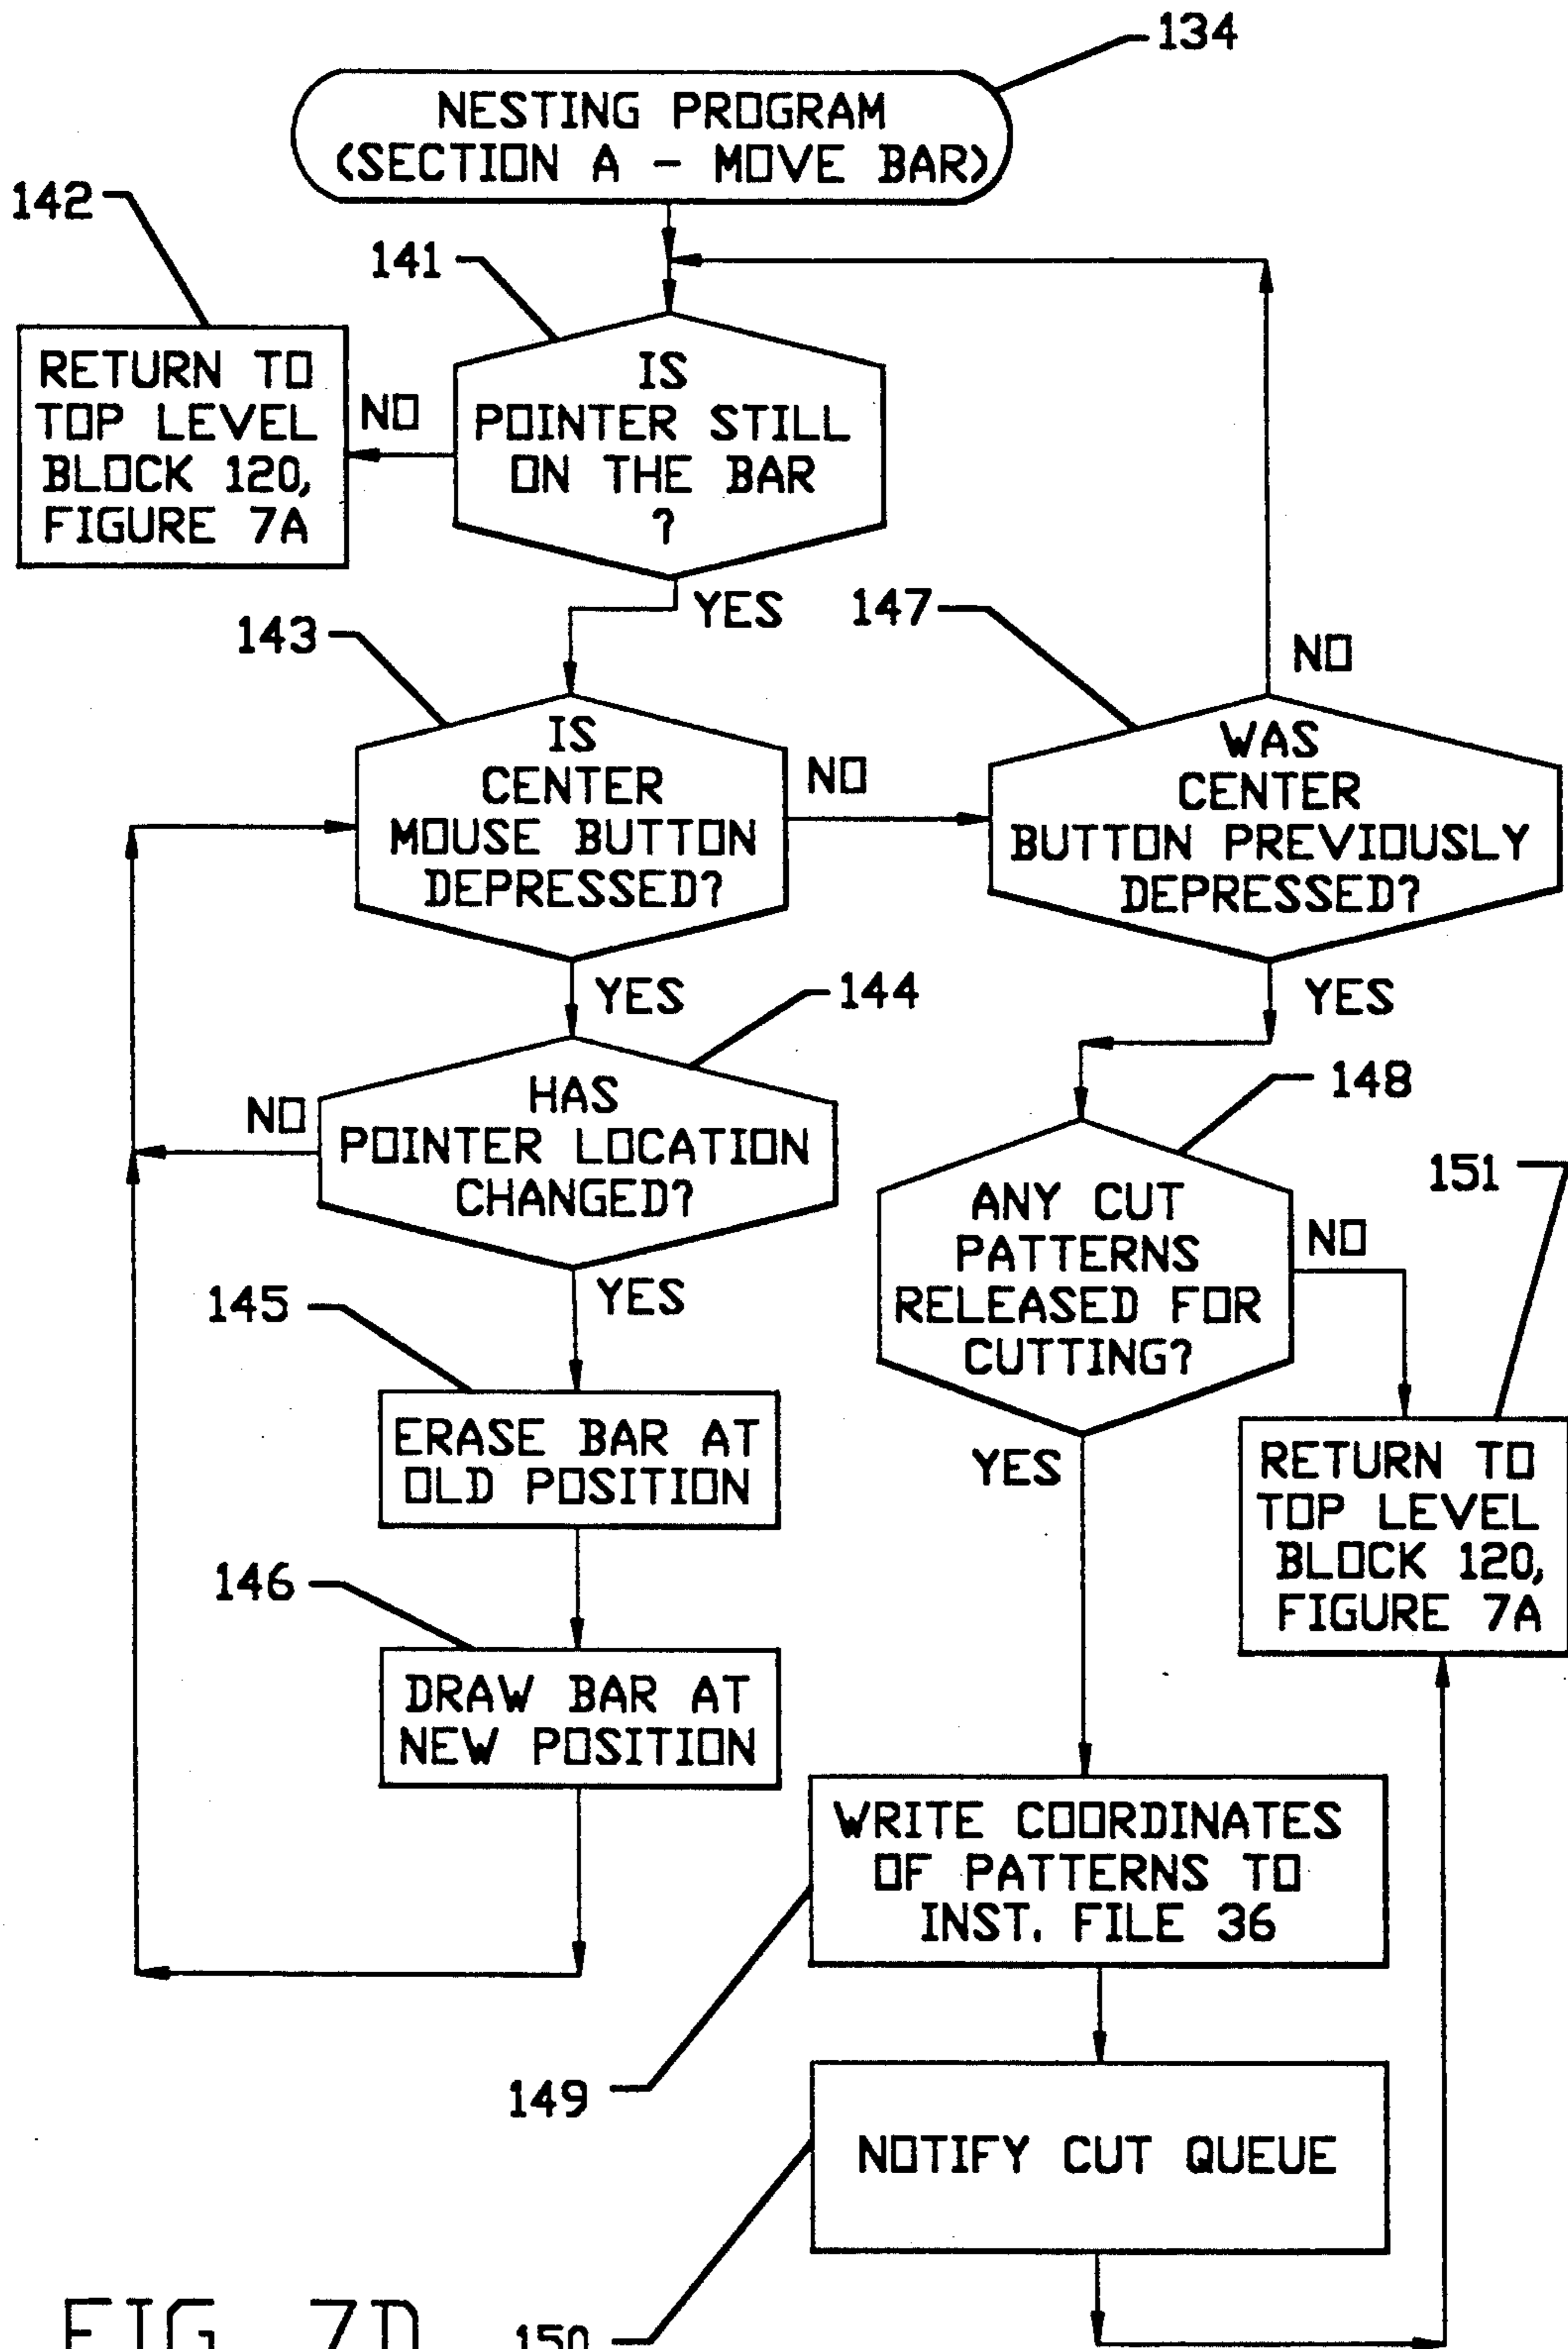 134
NESTING PROGRAM
(SECTION A - MOVE BAR)
142
141
RETURN TO
TOP LEVEL
BLOCK 120,
FIGURE 7A
NO
IS
POINTER STILL
ON THE BAR
?
YES
147
NO
143
IS
CENTER
MOUSE BUTTON
DEPRESSED?
NO
WAS
CENTER
BUTTON PREVIOUSLY
DEPRESSED?
YES
144
YES
148
NO
HAS
POINTER LOCATION
CHANGED?
151
ANY CUT
PATTERNS
RELEASED FOR
CUTTING?
NO
YES
145
ERASE BAR AT
OLD POSITION
YES
RETURN TO
TOP LEVEL
BLOCK 120,
FIGURE 7A
146
DRAW BAR AT
NEW POSITION
WRITE COORDINATES
OF PATTERNS TO
INST. FILE 36
149
NOTIFY CUT QUEUE
FIG. 7D
150